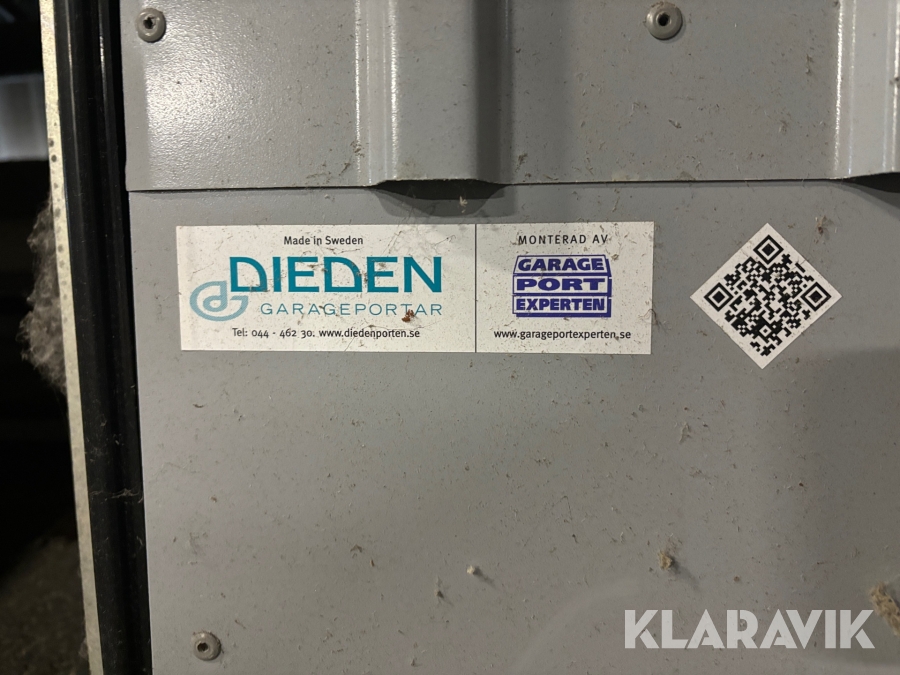 Made in Sweden
DIEDEN
GARAGEPORTAR
Tel: 044 - 462 30. www.diedenporten.se
MONTERAD AV
GARAGE
PORT
EXPERTEN
www.garageportexperten.se
KLARAVIK